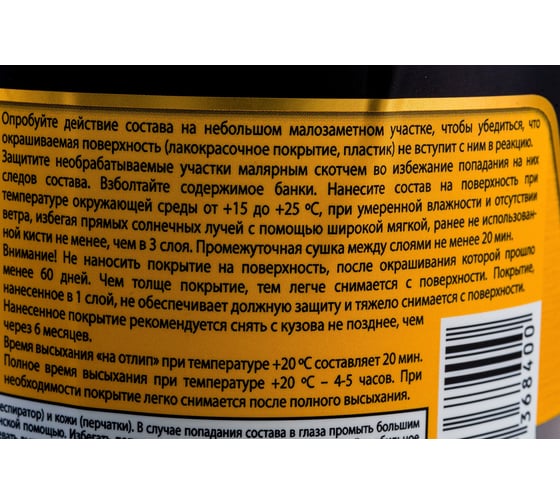 Опробуйте действие состава на небольшом малозаметном участке, чтобы убедиться, что
окрашиваемая поверхность (лакокрасочное покрытие, пластик) не вступит с ним в реакцию.
Защитите необрабатываемые участки малярным скотчем во избежание попадания на них
следов состава. Взболтайте содержимое банки. Нанесите состав на поверхность при
температуре окружающей среды от +15 до +25 ºС, при умеренной влажности и отсутствии
ветра, избегая прямых солнечных лучей с помощью широкой мягкой, ранее не использован-
ной кисти не менее, чем в 3 слоя. Промежуточная сушка между слоями не менее 20 мин.
Внимание! Не наносить покрытие на поверхность, после окрашивания которой прошло
менее 60 дней. Чем толще покрытие, тем легче снимается с поверхности. Покрытие,
нанесенное в 1 слой, не обеспечивает должную защиту и тяжело снимается с поверхности.
Нанесенное покрытие рекомендуется снять с кузова не позднее, чем
через 6 месяцев.
Время высыхания «на отлип» при температуре +20 ºС составляет 20 мин.
Полное время высыхания при температуре +20 ºС – 4-5 часов. При
необходимости покрытие легко снимается после полного высыхания.
еспиратор) и кожи (перчатки). В случае попадания состава в глаза промыть большим
нской помощью. Избегать
368400